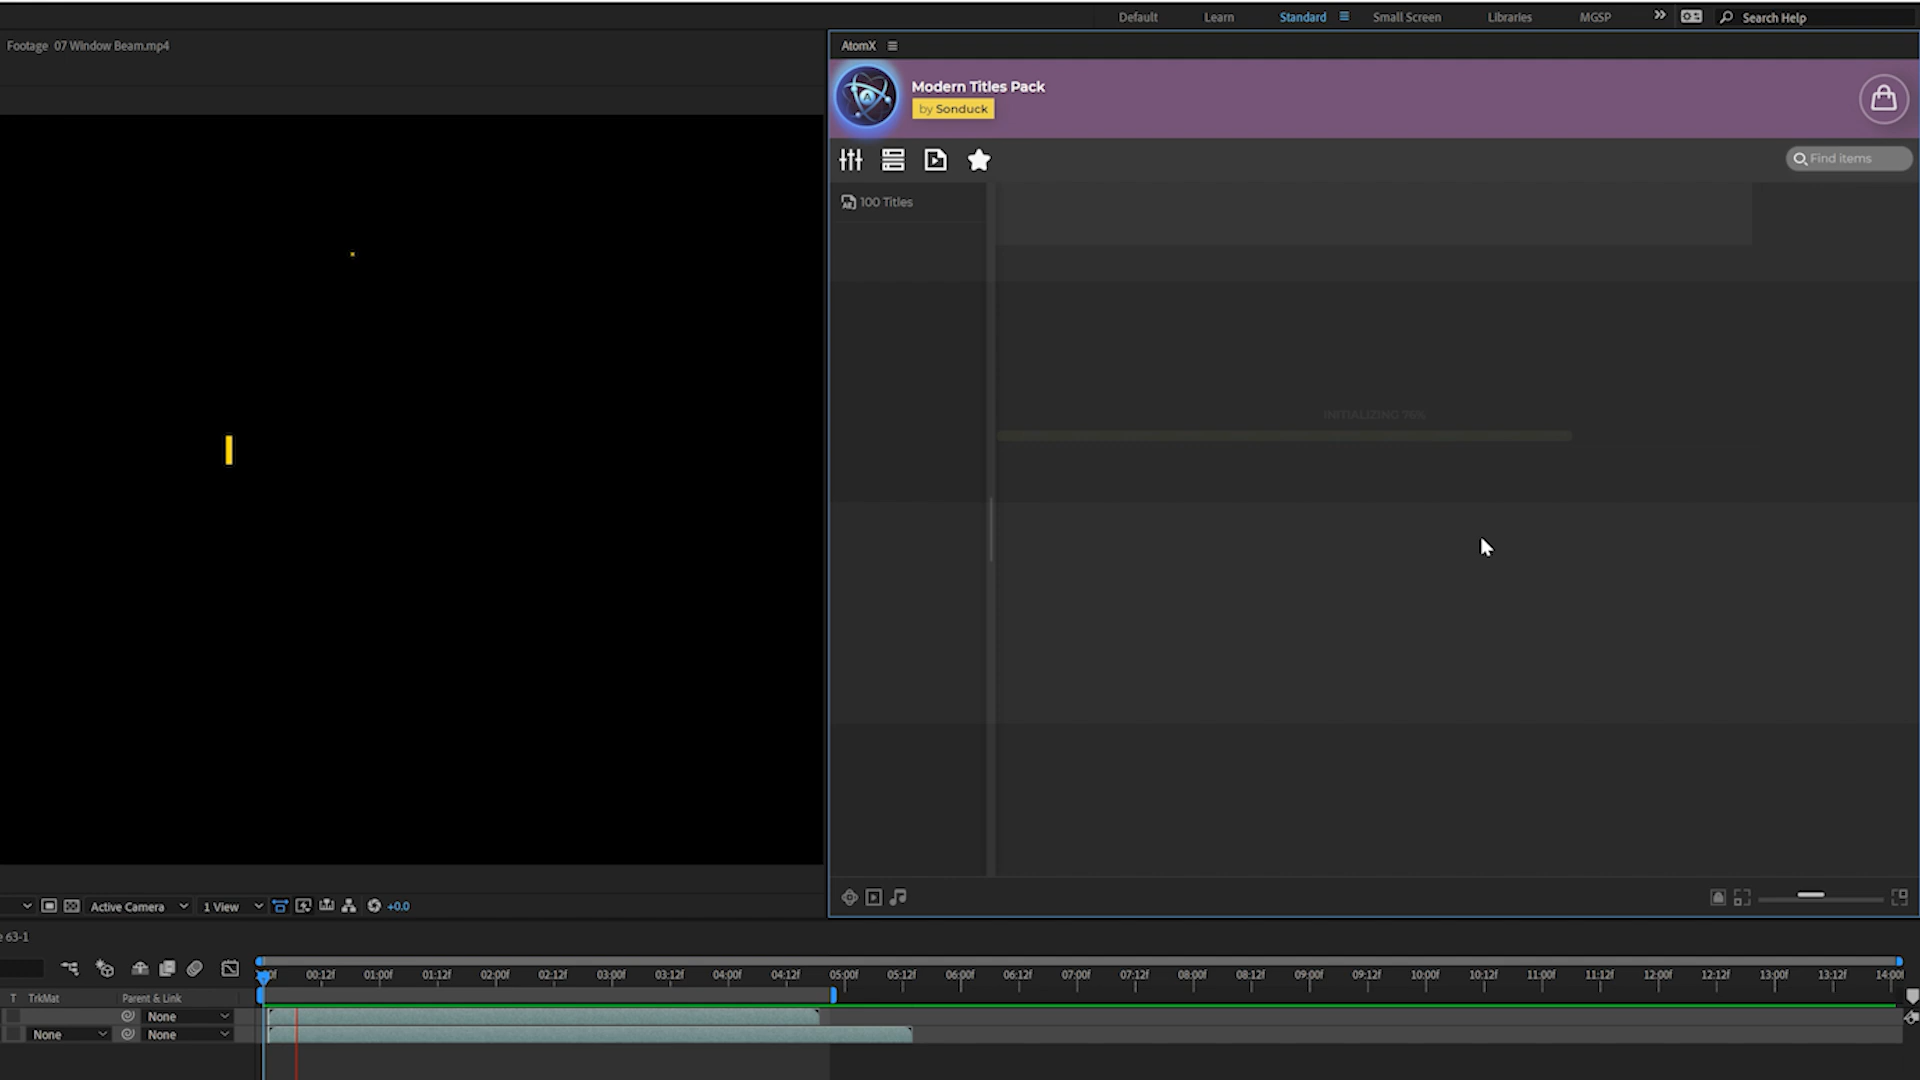 Default Learn Standard Small Screen Libraries MGSP Search Help
Footage 07 Window Beam.mp4
AtomX
Modern Titles Pack
by Sonduck
Find items
100 Titles
INITIALIZING 75%
Active Camera 1 View +0.0
e 63-1
00:12f 01:00f 01:12f 02:00f 02:12f 03:00f 03:12f 04:00f 04:12f 05:00f 05:12f 06:00f 06:12f 07:00f 07:12f 08:00f 08:12f 09:00f 09:12f 10:00f 10:12f 11:00f 11:12f 12:00f 12:12f 13:00f 13:12f 14:00f
T TrkMat Parent & Link
None
None None